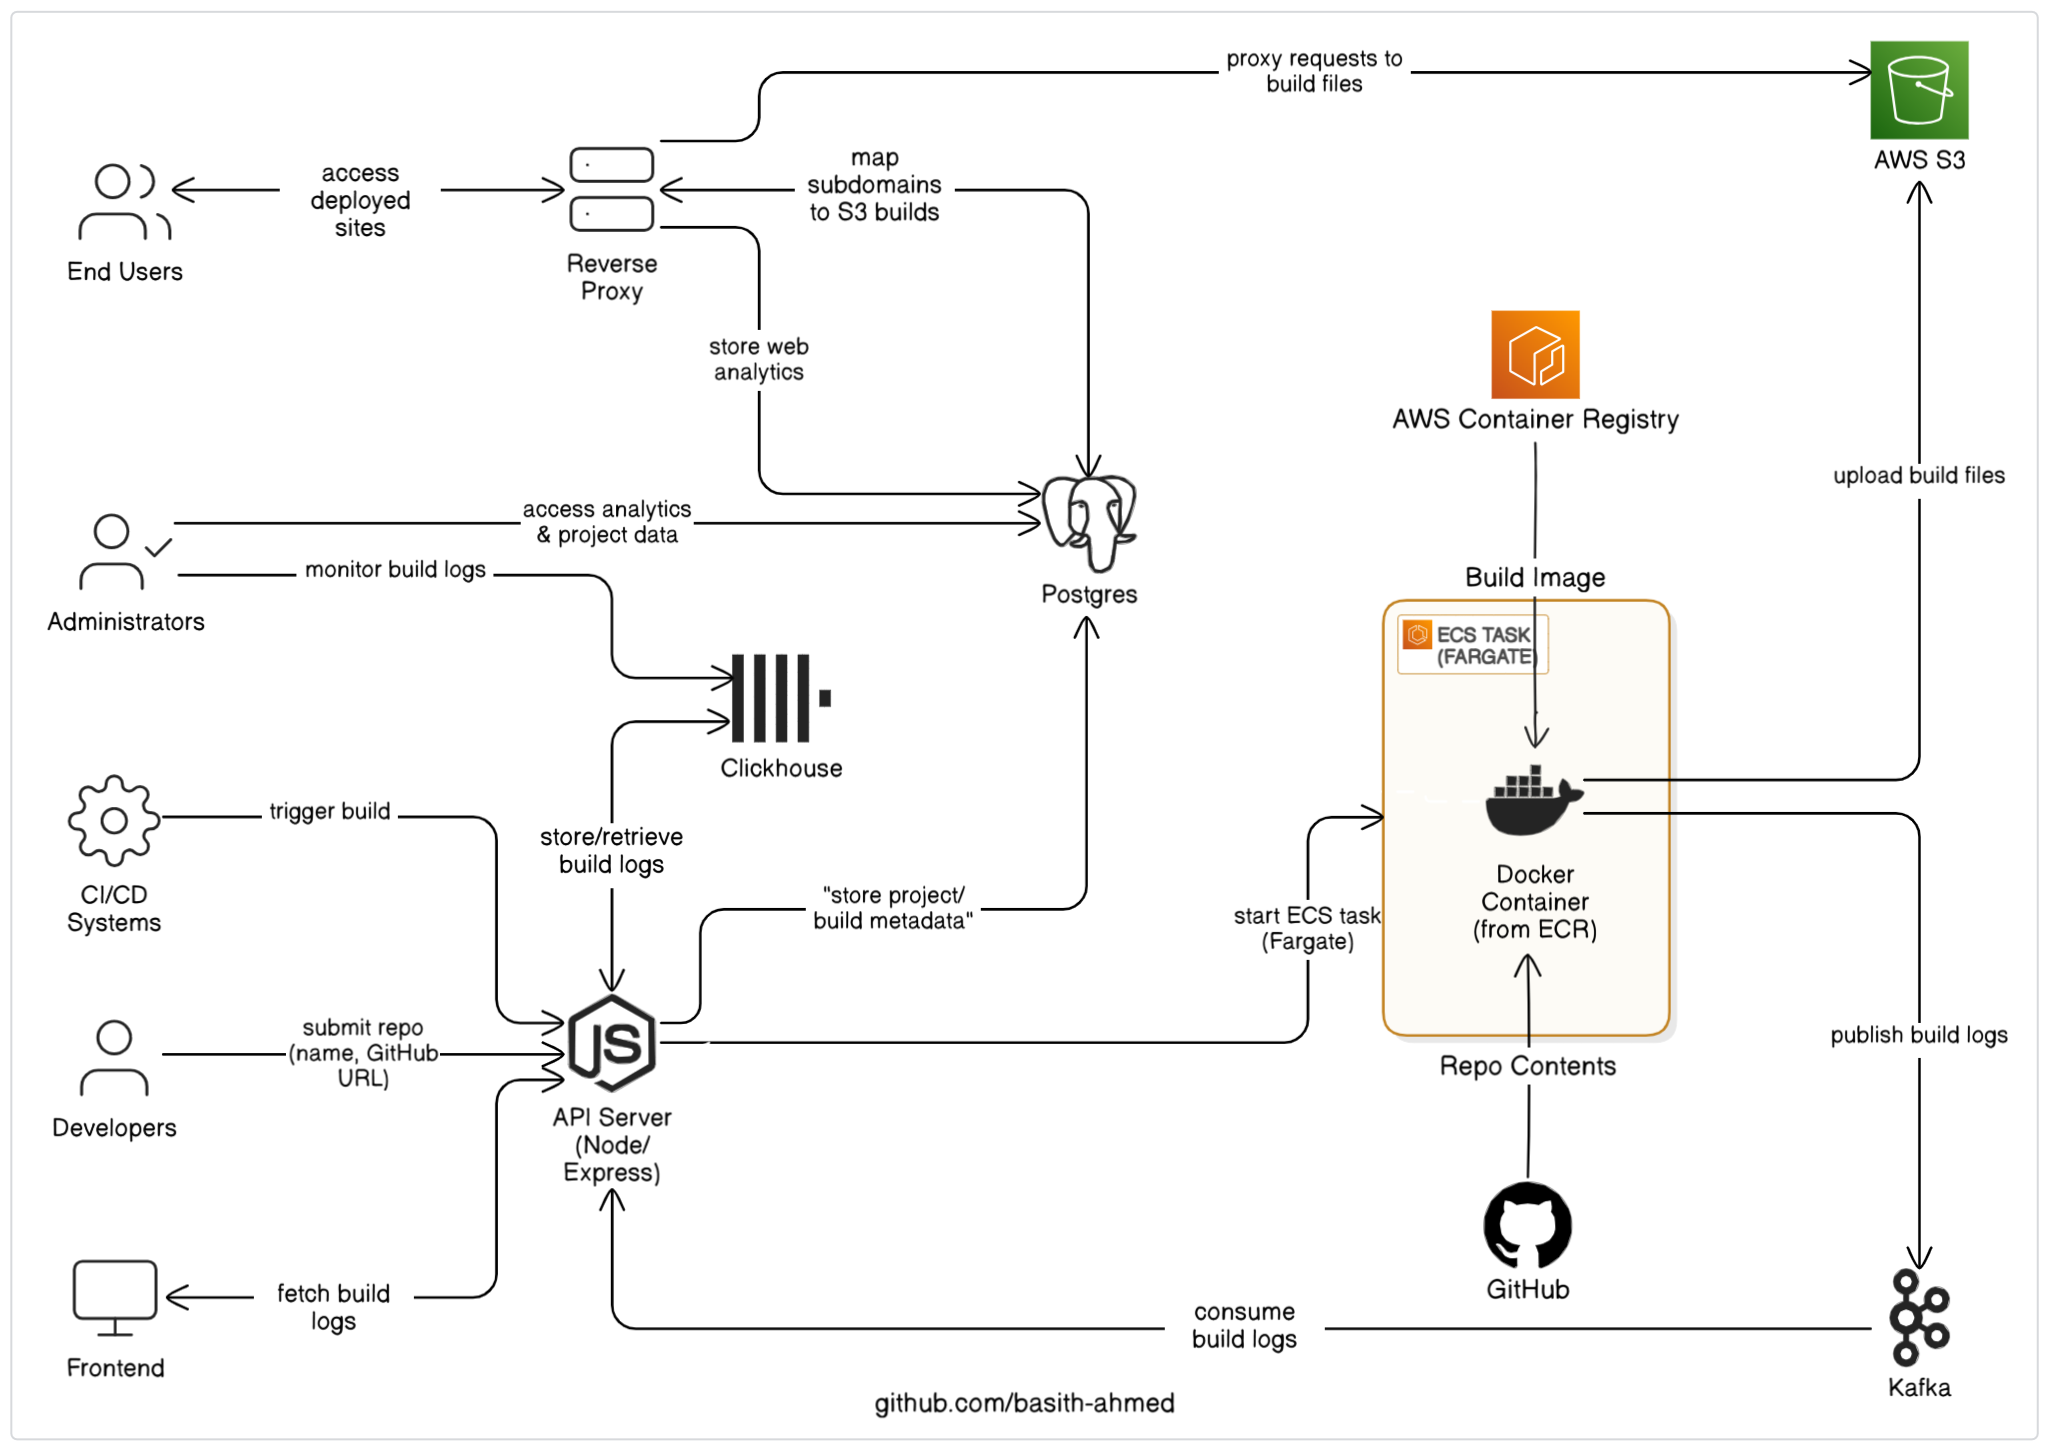 proxy requests to
build files
AWS S3
access
deployed
sites
End Users
Reverse
Proxy
map
subdomains
to S3 builds
store web
analytics
AWS Container Registry
upload build files
access analytics
& project data
monitor build logs
Administrators
Postgres
Build Image
ECS TASK
(FARGATE)
Clickhouse
trigger build
CI/CD
Systems
store/retrieve
build logs
"store project/
build metadata"
start ECS task
(Fargate)
Docker
Container
(from ECR)
submit repo
(name, GitHub
URL)
Developers
JS
API Server
(Node/
Express)
Repo Contents
publish build logs
GitHub
fetch build
logs
Frontend
consume
build logs
Kafka
github.com/basith-ahmed